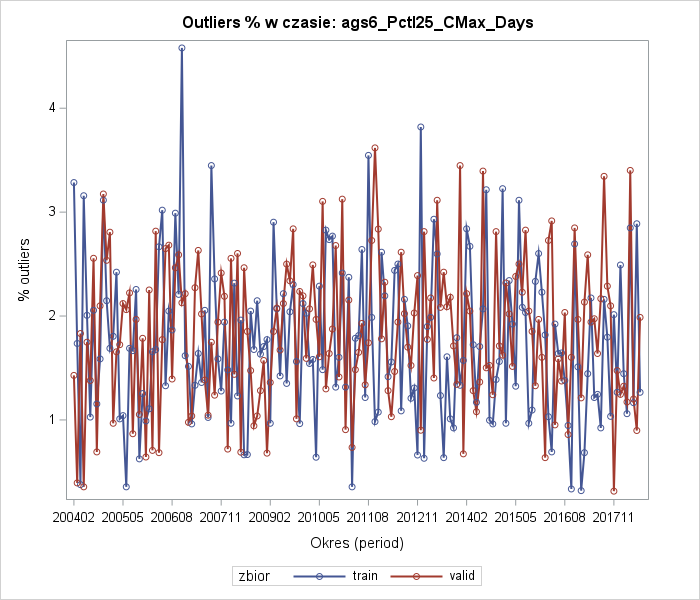 Outliers % w czasie: ags6_Pctl25_CMax_Days
4
3
2
1
% outliers
200402 200505 200608 200711 200902 201005 201108 201211 201402 201505 201608 201711
Okres (period)
zbior train valid